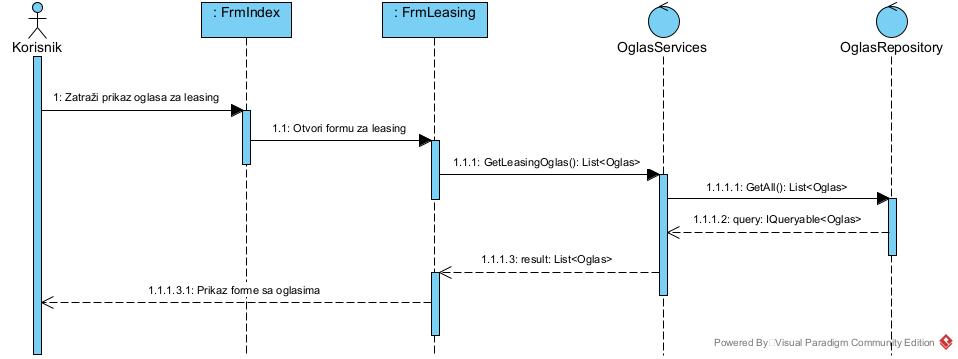 : FrmIndex
: FrmLeasing
Korisnik
OglasServices
OglasRepository
1: Zatraži prikaz oglasa za leasing
1.1: Otvori formu za leasing
1.1.1: GetLeasingOglas(): List<Oglas>
1.1.1.1: GetAll(): List<Oglas>
1.1.1.2: query: IQueryable<Oglas>
1.1.1.3: result: List<Oglas>
1.1.1.3.1: Prikaz forme sa oglasima
Powered By Visual Paradigm Community Edition